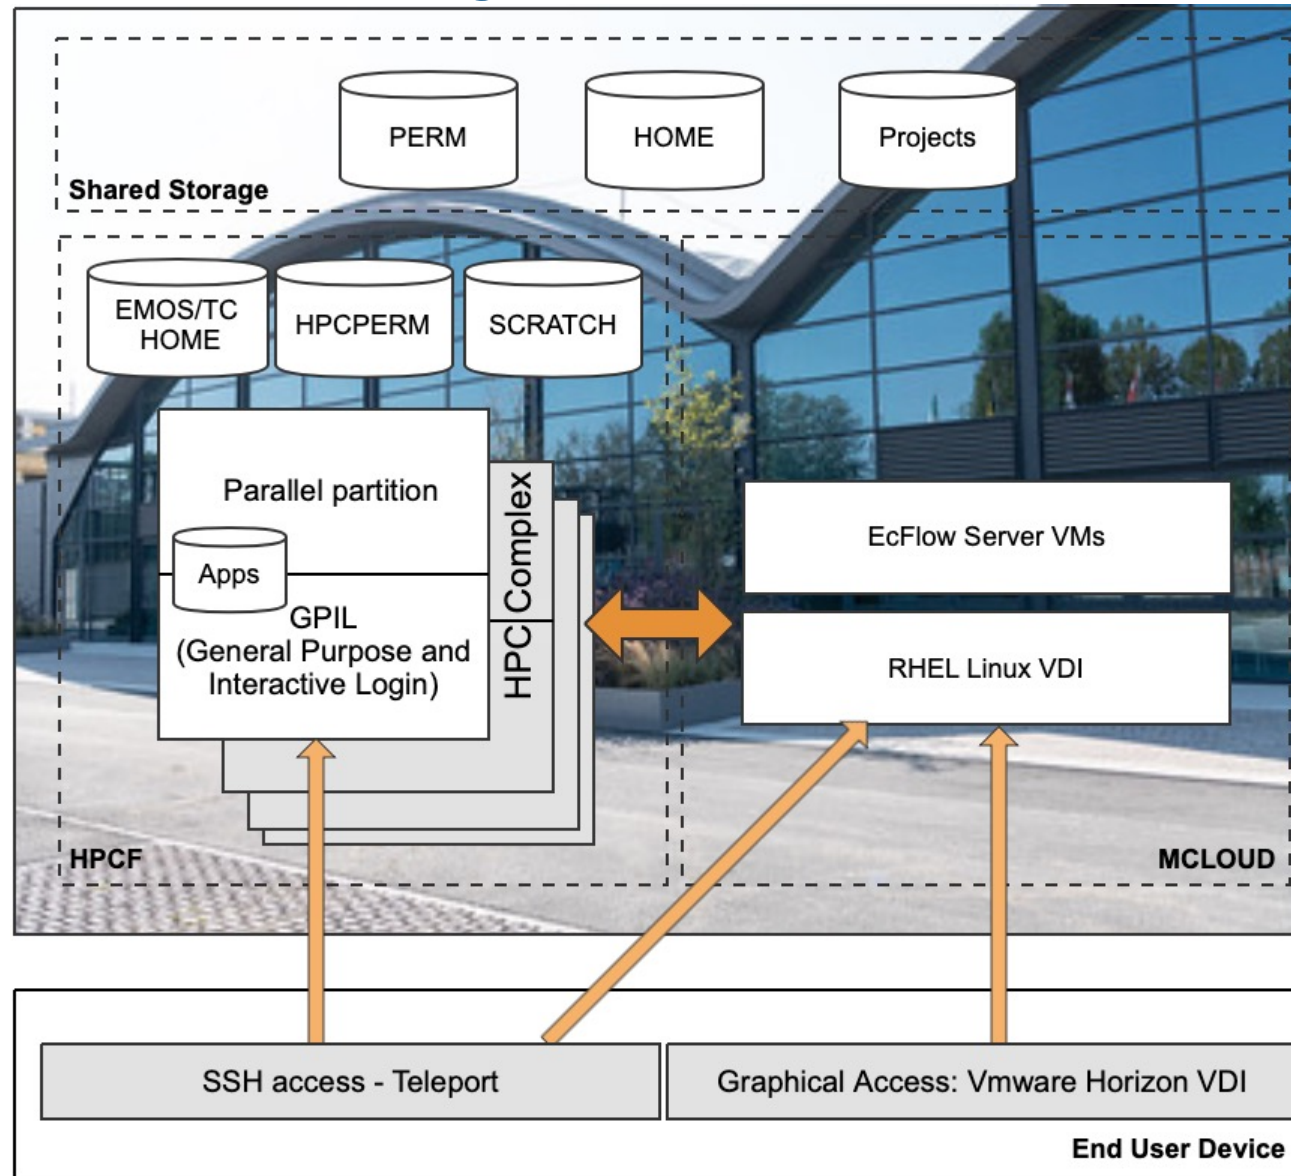 PERM
HOME
Projects
Shared Storage
EMOS/TC
HOME
HPCPERM
SCRATCH
Parallel partition
Apps
GPIL
(General Purpose and
Interactive Login)
HPC Complex
EcFlow Server VMs
RHEL Linux VDI
HPCF
MCLOUD
SSH access - Teleport
Graphical Access: Vmware Horizon VDI
End User Device